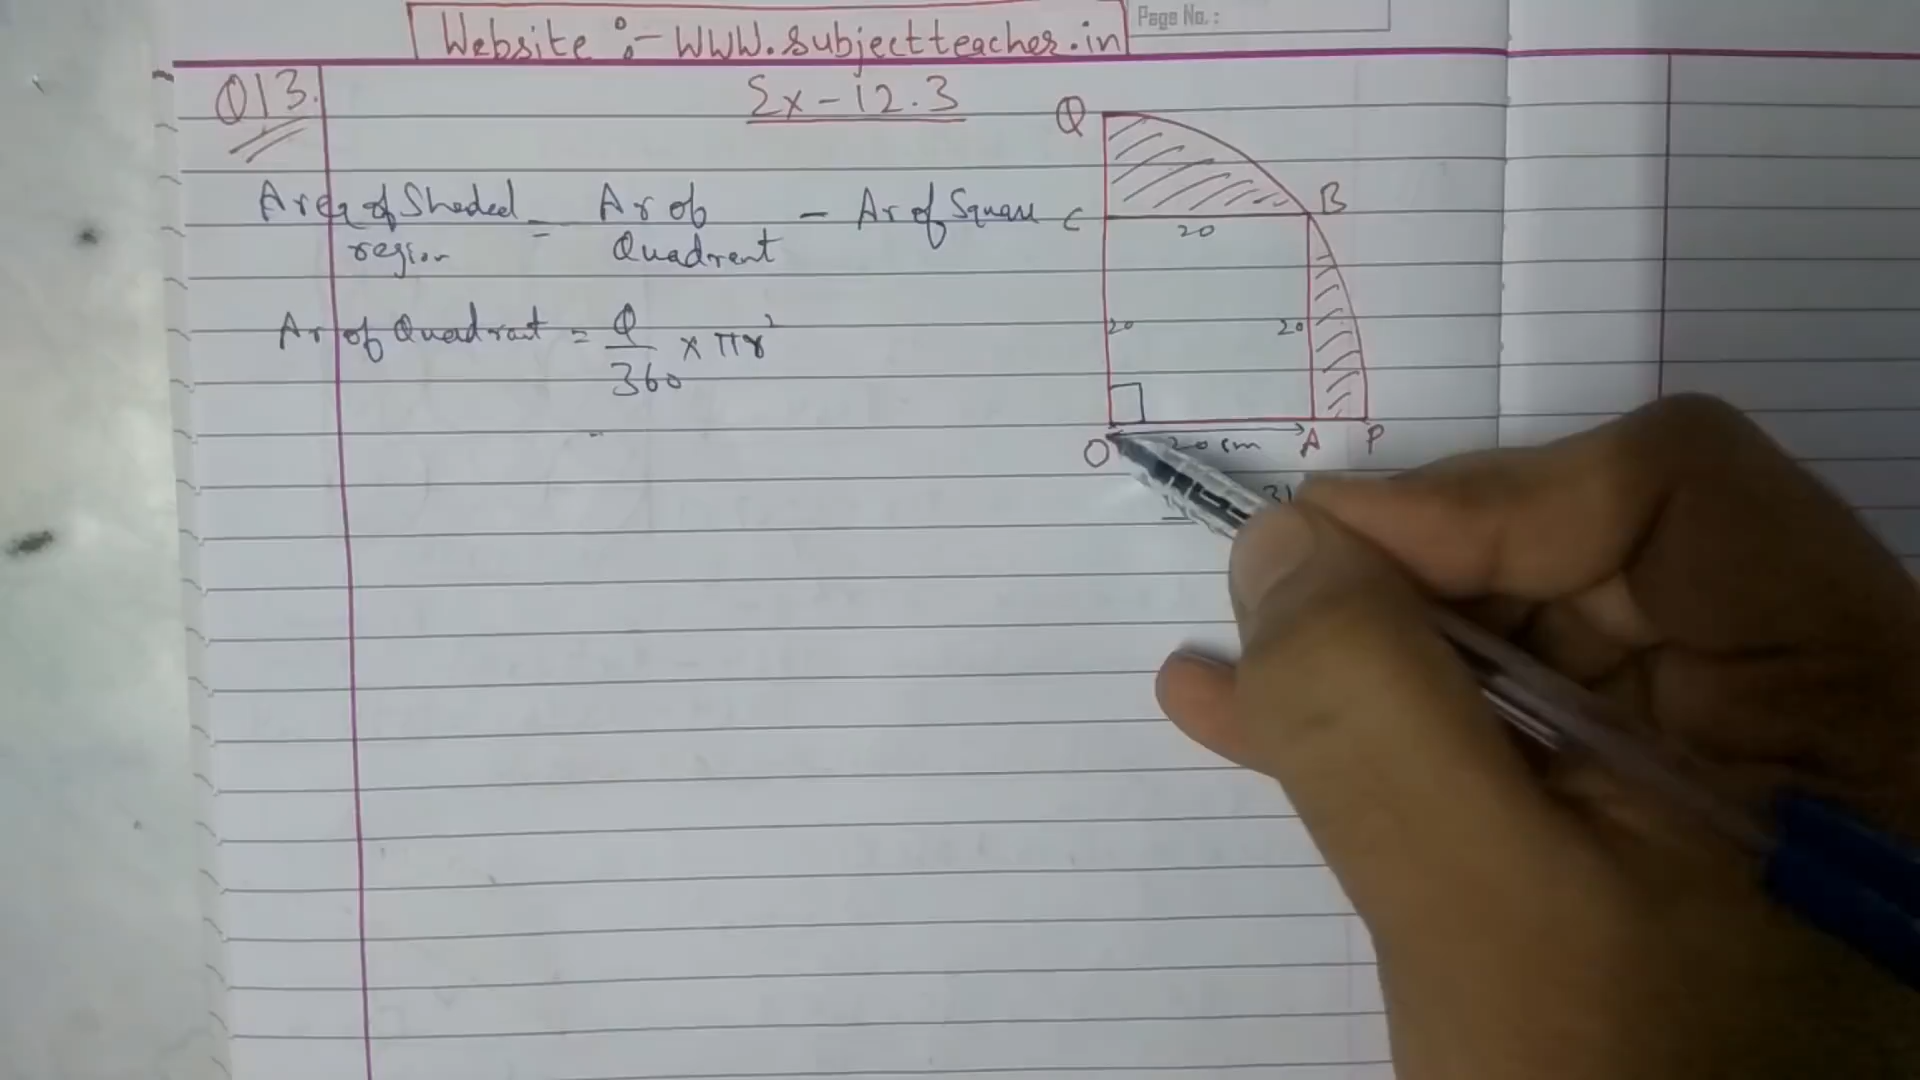 Website :- WWW.subjectteacher.in
Page No. :
Q13.
Ex-12.3
Area of Shaded region = Ar of Quadrent - Ar of Square
Ar of Quadrant = θ/360 × πr²
Q
B
C
20
20
20
O
20 cm
A
P